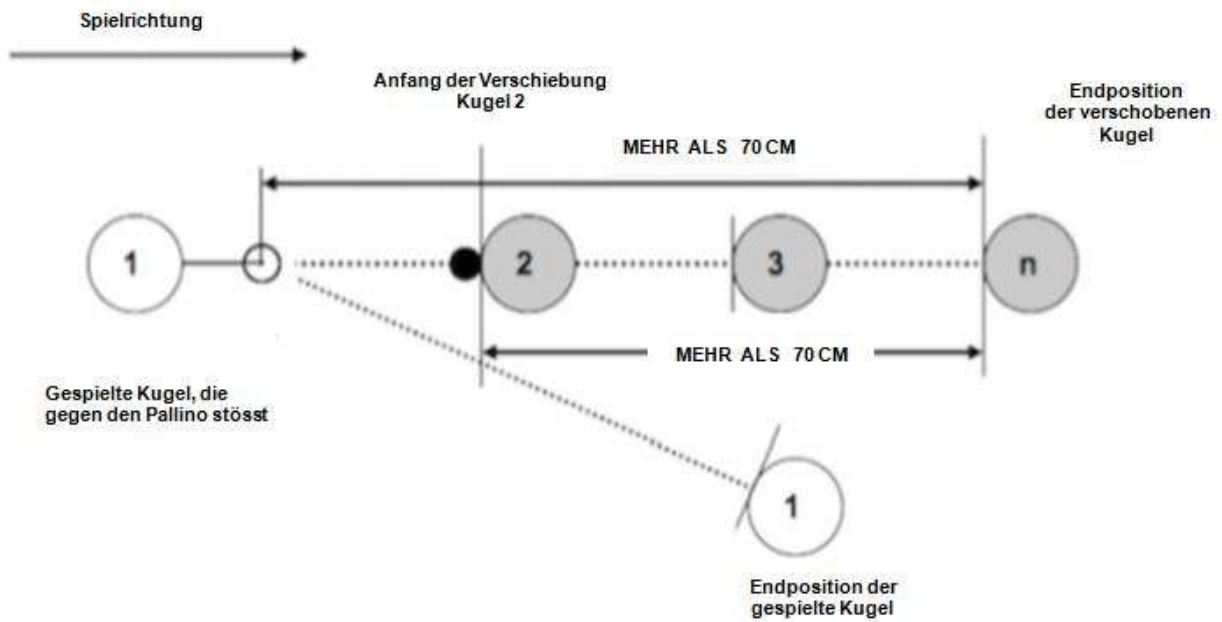 Spielrichtung
Anfang der Verschiebung
Kugel 2
Endposition
der verschobenen
Kugel
MEHR ALS 70 CM
1
2
3
n
MEHR ALS 70 CM
Gespielte Kugel, die
gegen den Pallino stösst
1
Endposition der
gespielte Kugel